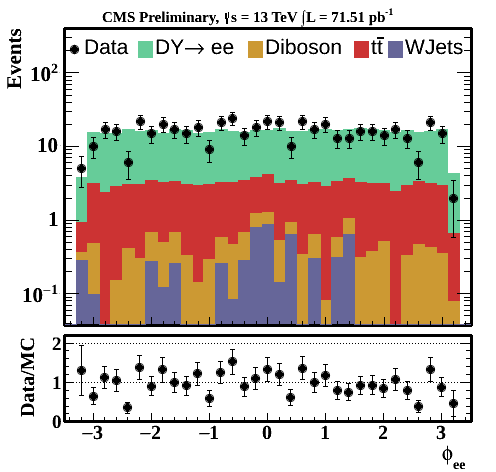 CMS Preliminary, √s = 13 TeV ∫L = 71.51 pb⁻¹
Events
Data DY→ ee Diboson tt̄ WJets
10²
10
1
10⁻¹
Data/MC
2
1
0
−3 −2 −1 0 1 2 3
ϕee